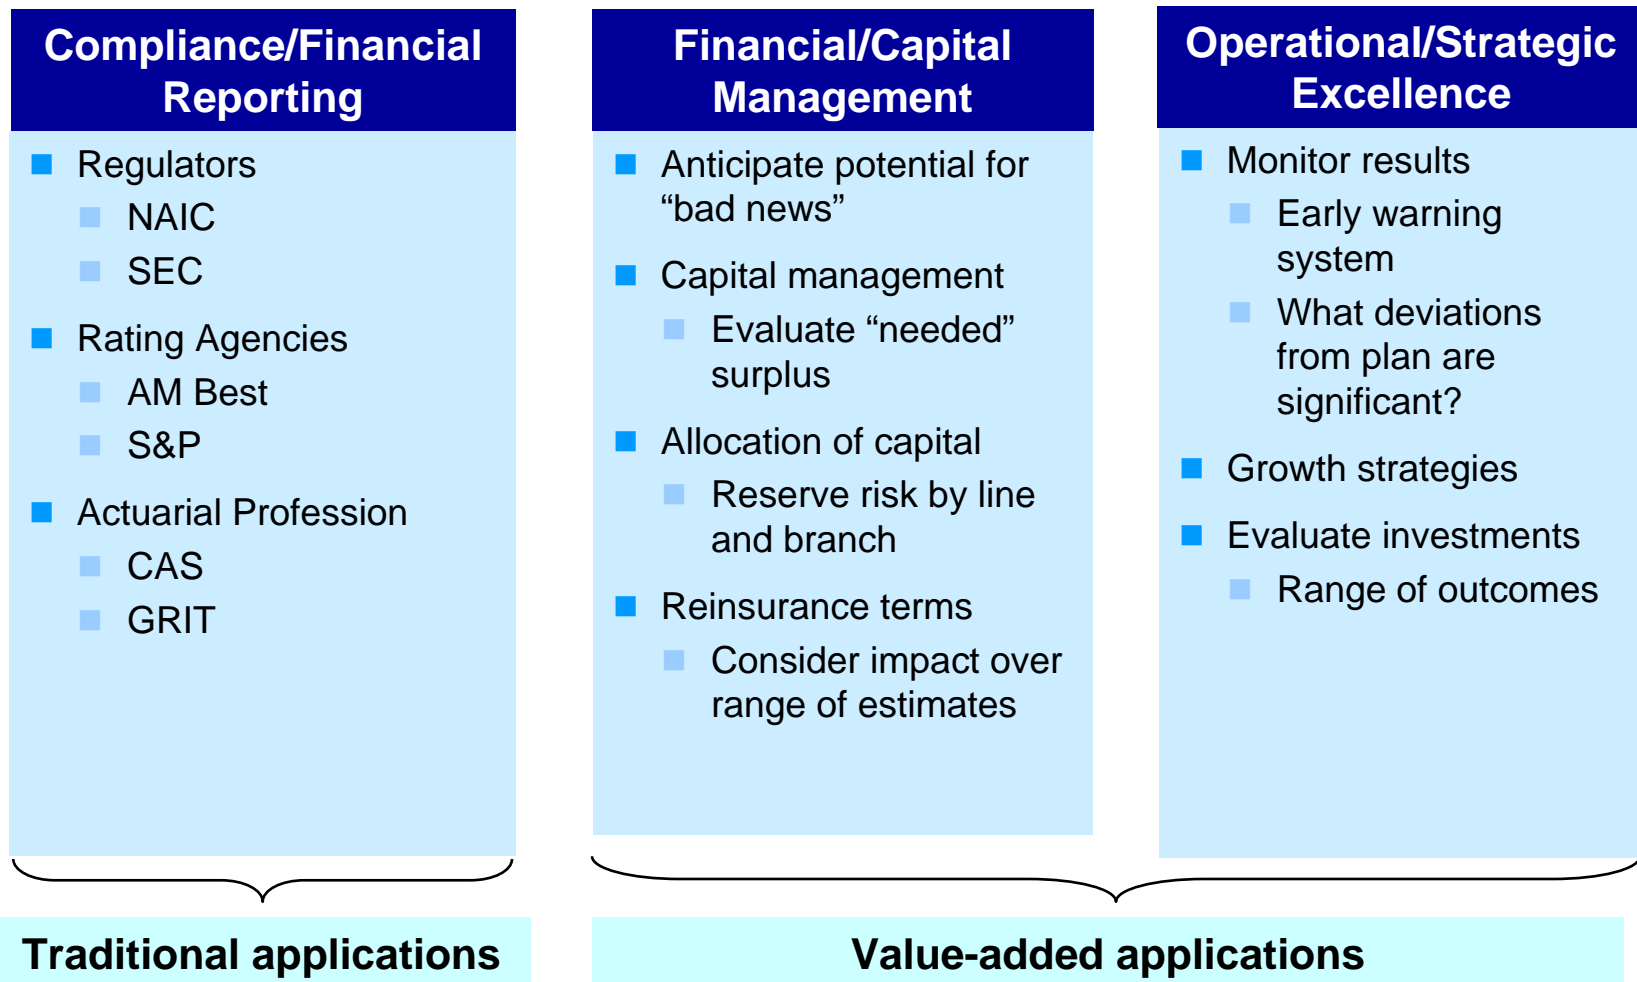 Compliance/Financial
Reporting
Regulators
NAIC
SEC
Rating Agencies
AM Best
S&P
Actuarial Profession
CAS
GRIT
Traditional applications
Financial/Capital
Management
Anticipate potential for
“bad news”
Capital management
Evaluate “needed”
surplus
Allocation of capital
Reserve risk by line
and branch
Reinsurance terms
Consider impact over
range of estimates
Operational/Strategic
Excellence
Monitor results
Early warning
system
What deviations
from plan are
significant?
Growth strategies
Evaluate investments
Range of outcomes
Value-added applications